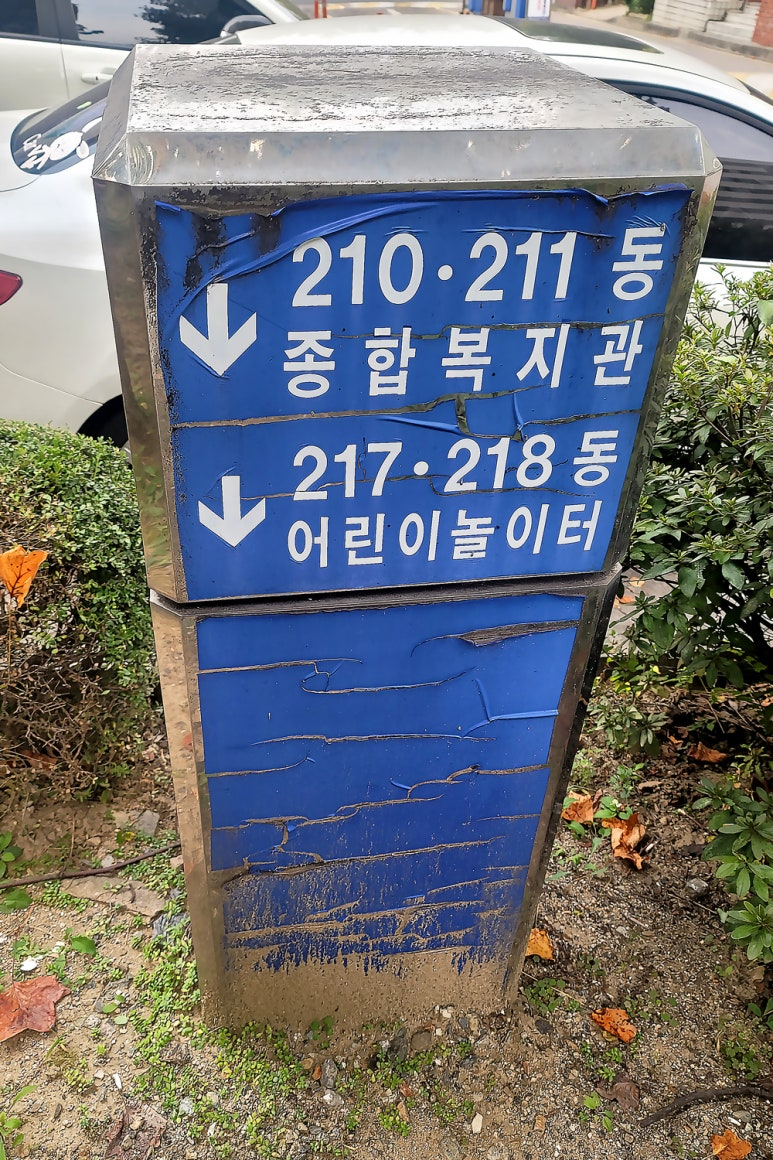 ↓ 210·211 동
종합복지관
↓ 217·218 동
어린이놀이터